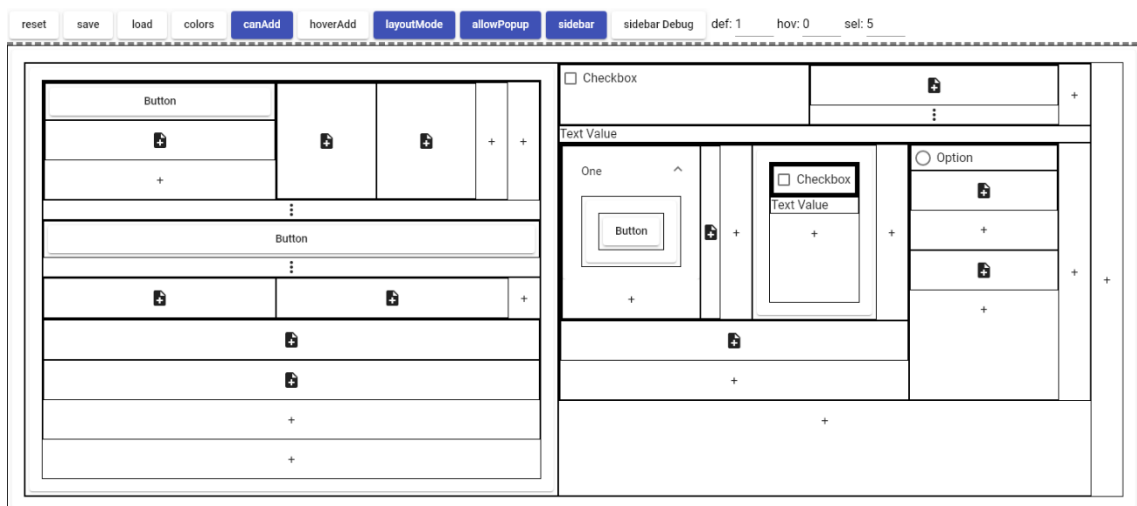 reset save load colors canAdd hoverAdd layoutMode allowPopup sidebar sidebar Debug def: 1 hov: 0 sel: 5
Button
+ +
+
Button
+
+
+
Checkbox
+
Text Value
One
Button
+
+
Checkbox
Text Value
+
+
Option
+
+
+
+
+
+